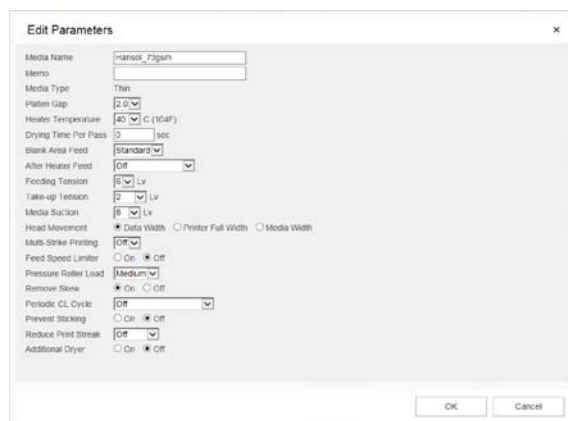 Edit Parameters
×
Media Name Hansol_73gsm
Memo
Media Type Thin
Platen Gap 2.0
Heater Temperature 40 C (104F)
Drying Time Per Pass 0 sec
Blank Area Feed Standard
After Heater Feed Off
Feeding Tension 6 Lv
Take-up Tension 2 Lv
Media Suction 8 Lv
Head Movement Data Width Printer Full Width Media Width
Multi-Strike Printing Off
Feed Speed Limiter On Off
Pressure Roller Load Medium
Remove Skew On Off
Periodic CL Cycle Off
Prevent Sticking On Off
Reduce Print Streak Off
Additional Dryer On Off
OK Cancel